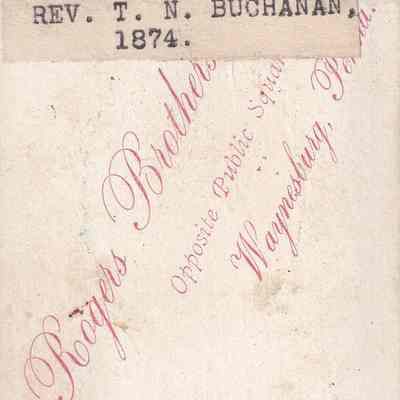 REV. T. N. BUCHANAN,
1874.
Rogers Brothers
Opposite Public Square
Waynesburg, Penna.